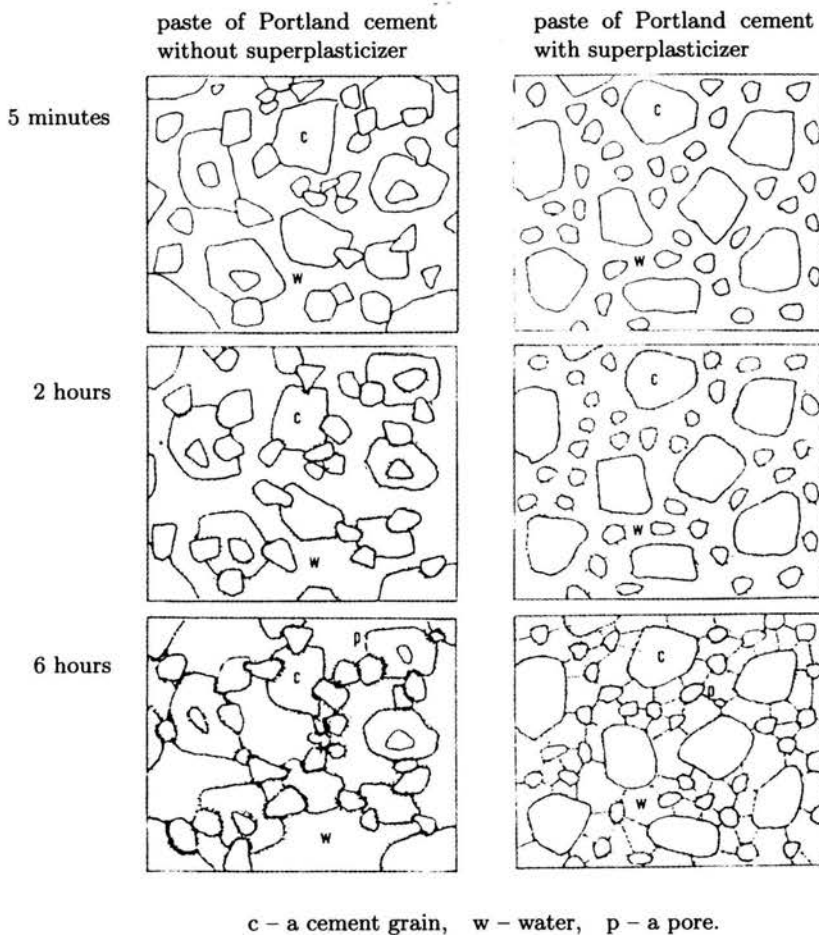 paste of Portland cement
without superplasticizer
paste of Portland cement
with superplasticizer
5 minutes
c
w
c
w
2 hours
c
w
c
w
6 hours
p
c
w
c
p
w
c – a cement grain, w – water, p – a pore.